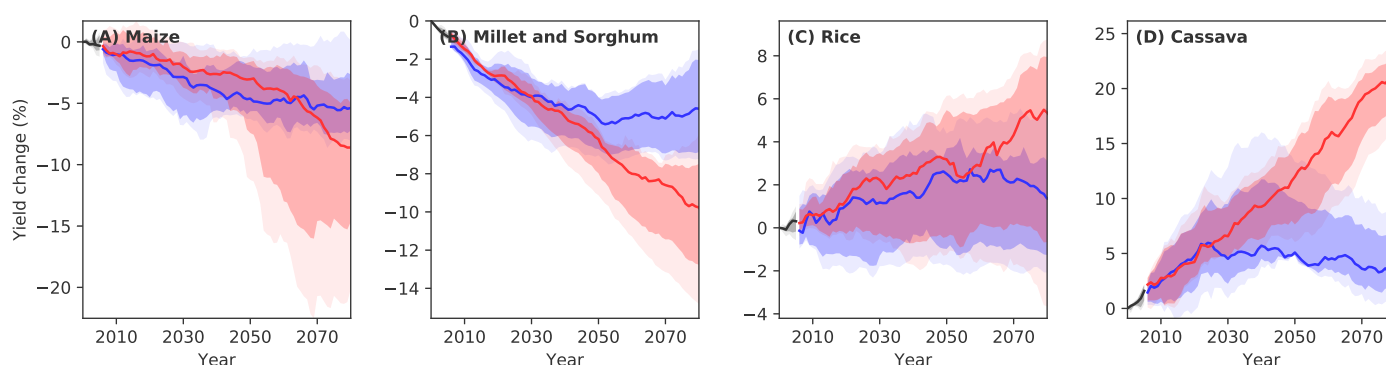 (A) Maize
(B) Millet and Sorghum
(C) Rice
(D) Cassava
Yield change (%)
0
−5
−10
−15
−20
0
−2
−4
−6
−8
−10
−12
−14
8
6
4
2
0
−2
−4
25
20
15
10
5
0
2010 2030 2050 2070
2010 2030 2050 2070
2010 2030 2050 2070
2010 2030 2050 2070
Year
Year
Year
Year